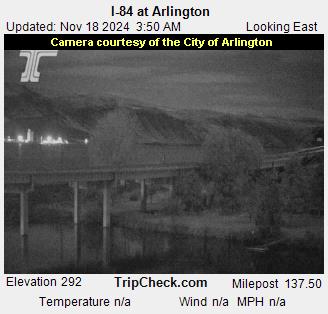 I-84 at Arlington
Updated: Nov 18 2024 3:50 AM Looking East
Camera courtesy of the City of Arlington
Elevation 292 TripCheck.com Milepost 137.50
Temperature n/a Wind n/a MPH n/a